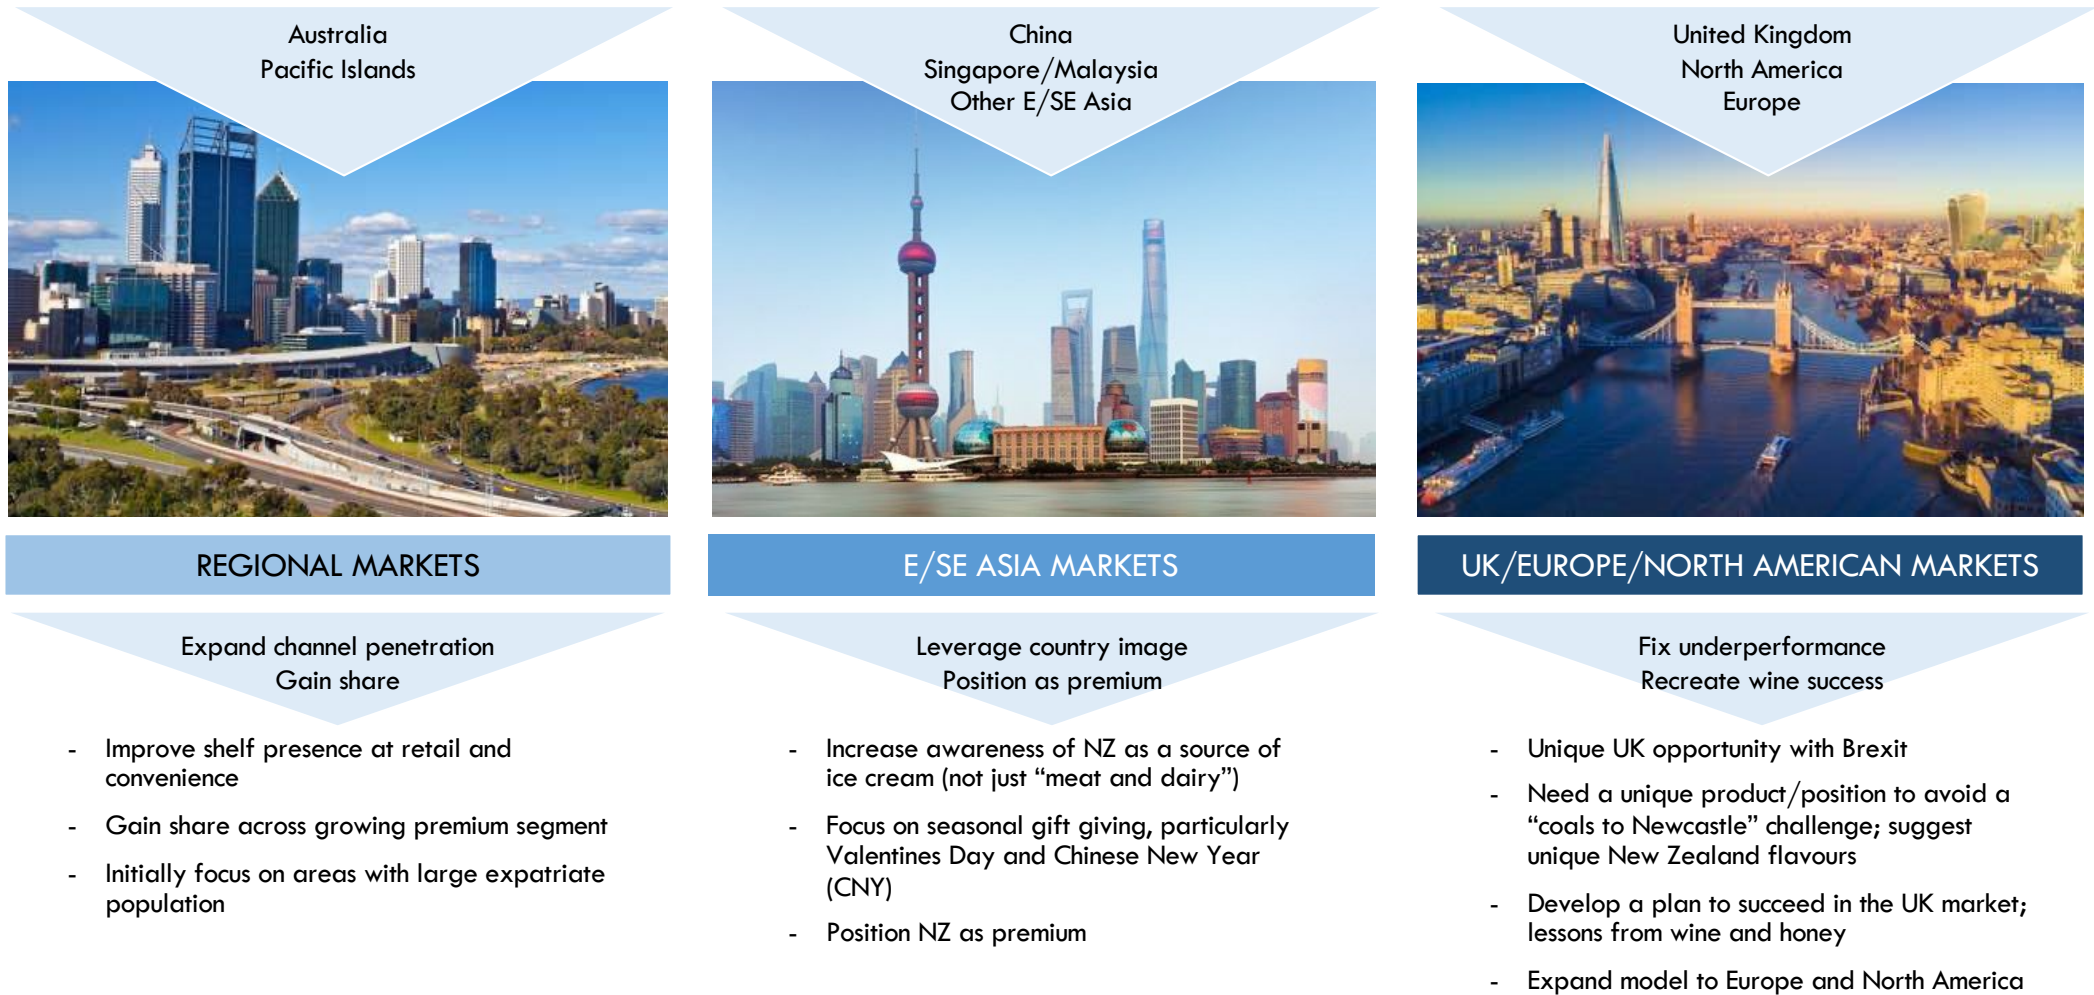 Australia
Pacific Islands
REGIONAL MARKETS
Expand channel penetration
Gain share
- Improve shelf presence at retail and
convenience
- Gain share across growing premium segment
- Initially focus on areas with large expatriate
population
China
Singapore/Malaysia
Other E/SE Asia
E/SE ASIA MARKETS
Leverage country image
Position as premium
- Increase awareness of NZ as a source of
ice cream (not just “meat and dairy”)
- Focus on seasonal gift giving, particularly
Valentines Day and Chinese New Year
(CNY)
- Position NZ as premium
United Kingdom
North America
Europe
UK/EUROPE/NORTH AMERICAN MARKETS
Fix underperformance
Recreate wine success
- Unique UK opportunity with Brexit
- Need a unique product/position to avoid a
“coals to Newcastle” challenge; suggest
unique New Zealand flavours
- Develop a plan to succeed in the UK market;
lessons from wine and honey
- Expand model to Europe and North America